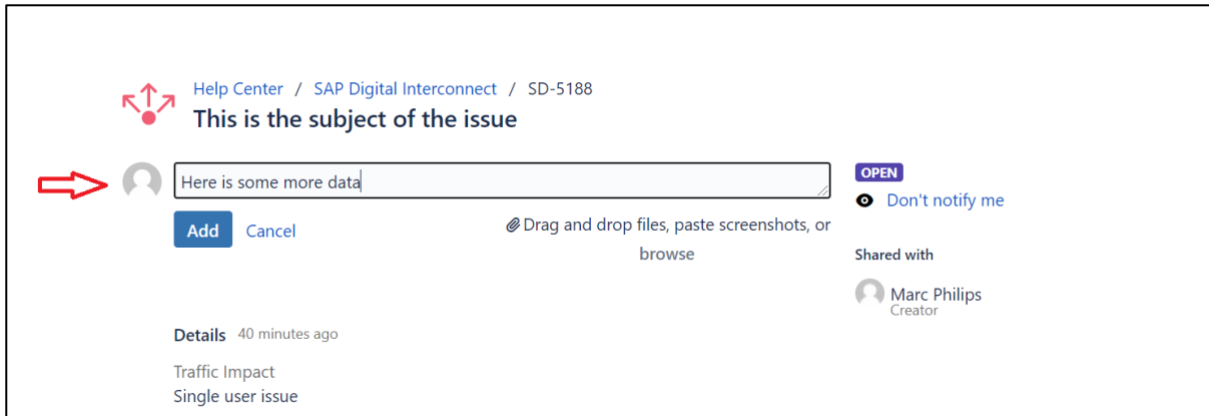 Help Center / SAP Digital Interconnect / SD-5188
This is the subject of the issue
Here is some more data
Add Cancel
Drag and drop files, paste screenshots, or
browse
Details 40 minutes ago
Traffic Impact
Single user issue
OPEN
Don't notify me
Shared with
Marc Philips
Creator